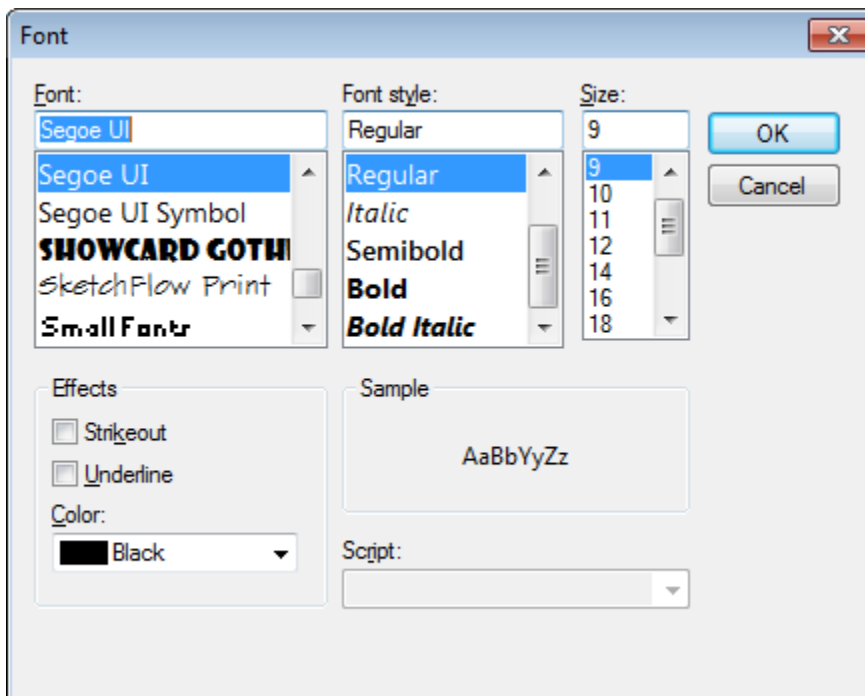 Font
Font:
Segoe UI
Segoe UI
Segoe UI Symbol
SHOWCARD GOTHI
SketchFlow Print
Small Fonts
Font style:
Regular
Regular
Italic
Semibold
Bold
Bold Italic
Size:
9
9
10
11
12
14
16
18
OK
Cancel
Effects
Strikeout
Underline
Color:
Black
Sample
AaBbYyZz
Script: